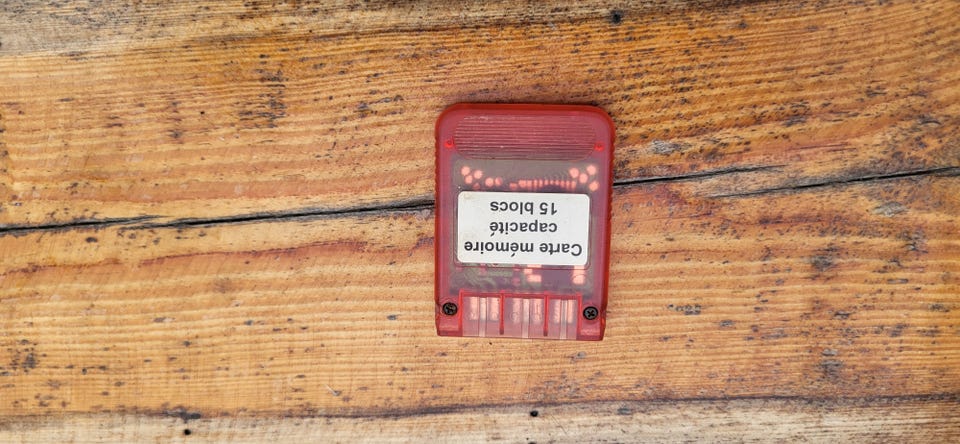 Carte mémoire
capacité
15 blocs